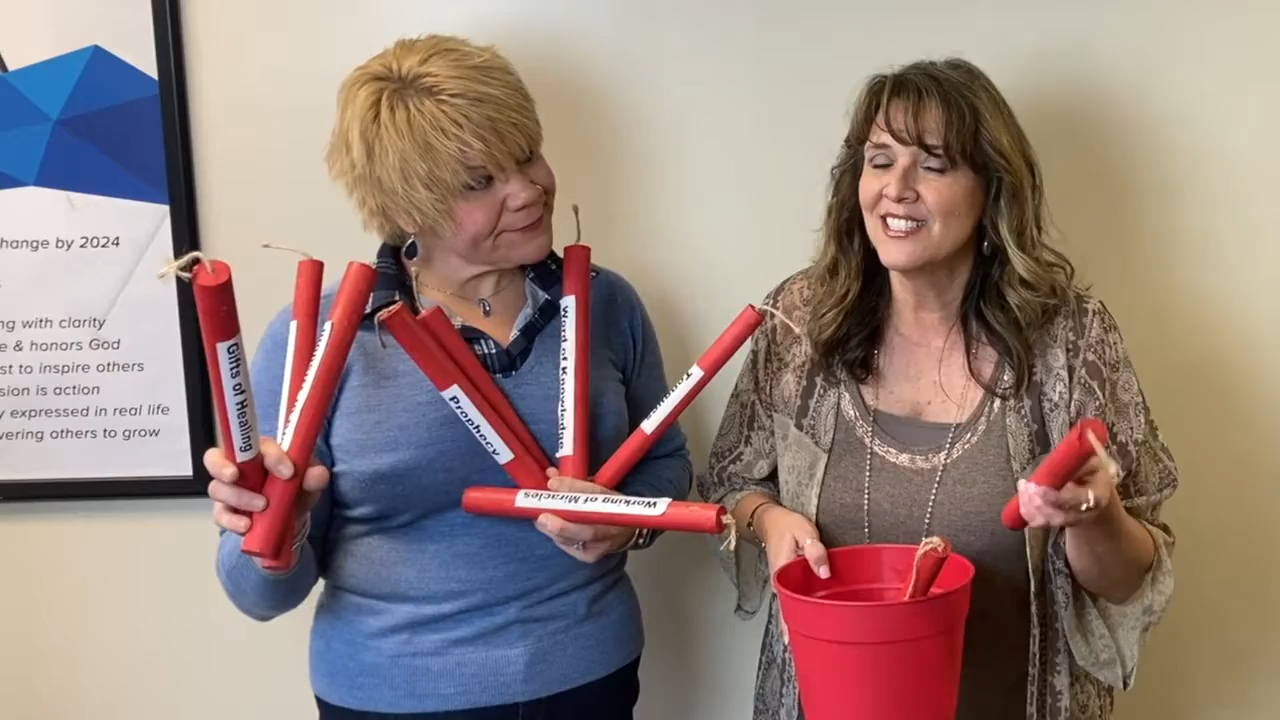 hange by 2024
ng with clarity
e & honors God
st to inspire others
sion is action
y expressed in real life
vering others to grow
Gifts of Healing
Prophecy
Word of Knowledge
Working of Miracles